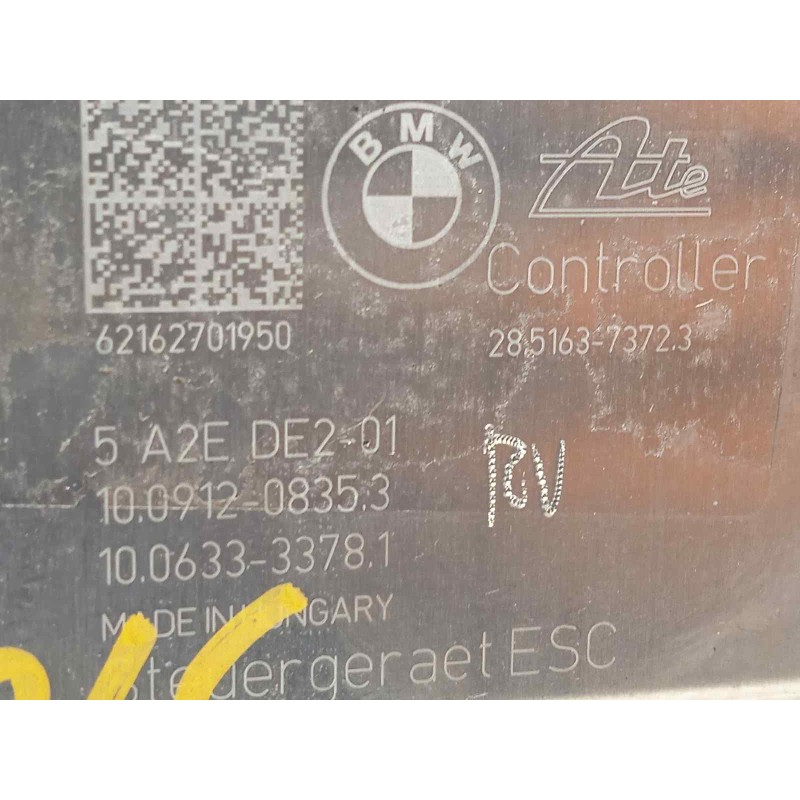 BMW
Ate
Controller
62162701950
28.5163-7372.3
5 A2E DE2-01
10.0912-0835.3
10.0633-3378.1
MADE IN HUNGARY
Steuergeraet ESC